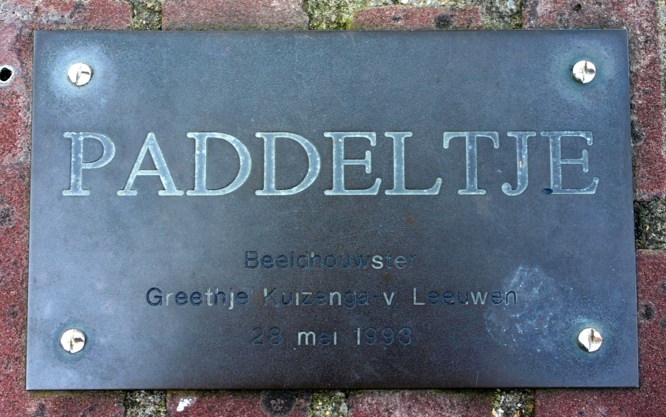 PADDELTJE
Beeldhouwster
Greethje Kuizenga-v Leeuwen
28 mei 1993